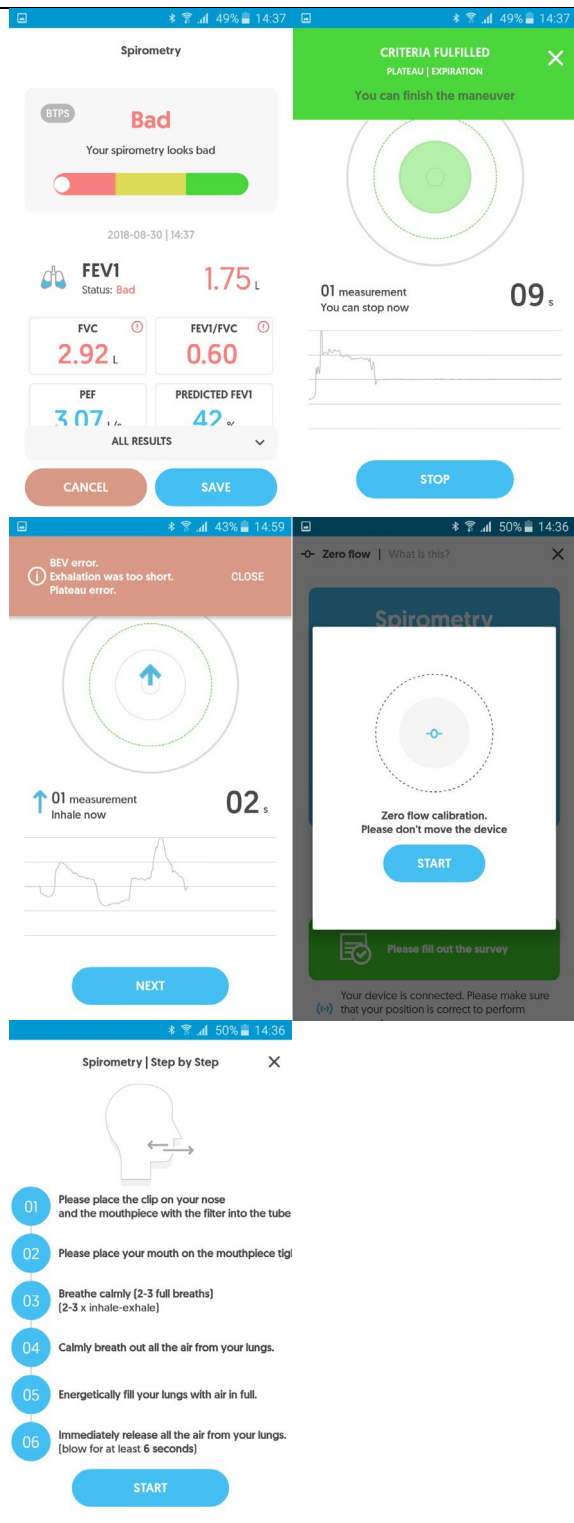 49% 14:37
Spirometry
BTPS
Bad
Your spirometry looks bad
2018-08-30 | 14:37
FEV1
Status: Bad
1.75 L
FVC
2.92 L
FEV1/FVC
0.60
PEF
3.07 L/s
PREDICTED FEV1
42 %
ALL RESULTS
CANCEL
SAVE
49% 14:37
CRITERIA FULFILLED
PLATEAU | EXPIRATION
You can finish the maneuver
01 measurement
You can stop now
09 s
STOP
43% 14:59
BEV error.
Exhalation was too short.
Plateau error.
CLOSE
01 measurement
Inhale now
02 s
NEXT
50% 14:36
Zero flow | What is this?
Spirometry
Zero flow calibration.
Please don't move the device
START
Please fill out the survey
Your device is connected. Please make sure
that your position is correct to perform
50% 14:36
Spirometry | Step by Step
01
Please place the clip on your nose
and the mouthpiece with the filter into the tube
02
Please place your mouth on the mouthpiece tigh
03
Breathe calmly (2-3 full breaths)
(2-3 x inhale-exhale)
04
Calmly breath out all the air from your lungs.
05
Energetically fill your lungs with air in full.
06
Immediately release all the air from your lungs.
(blow for at least 6 seconds)
START